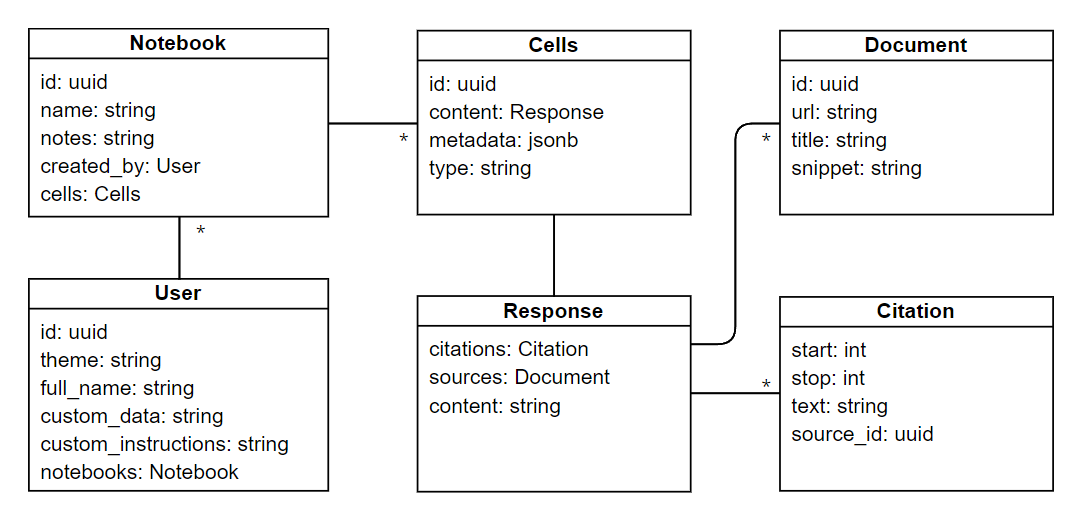 Notebook
id: uuid
name: string
notes: string
created_by: User
cells: Cells
*
Cells
id: uuid
content: Response
metadata: jsonb
type: string
*
Document
id: uuid
url: string
title: string
snippet: string
*
User
id: uuid
theme: string
full_name: string
custom_data: string
custom_instructions: string
notebooks: Notebook
Response
citations: Citation
sources: Document
content: string
*
Citation
start: int
stop: int
text: string
source_id: uuid